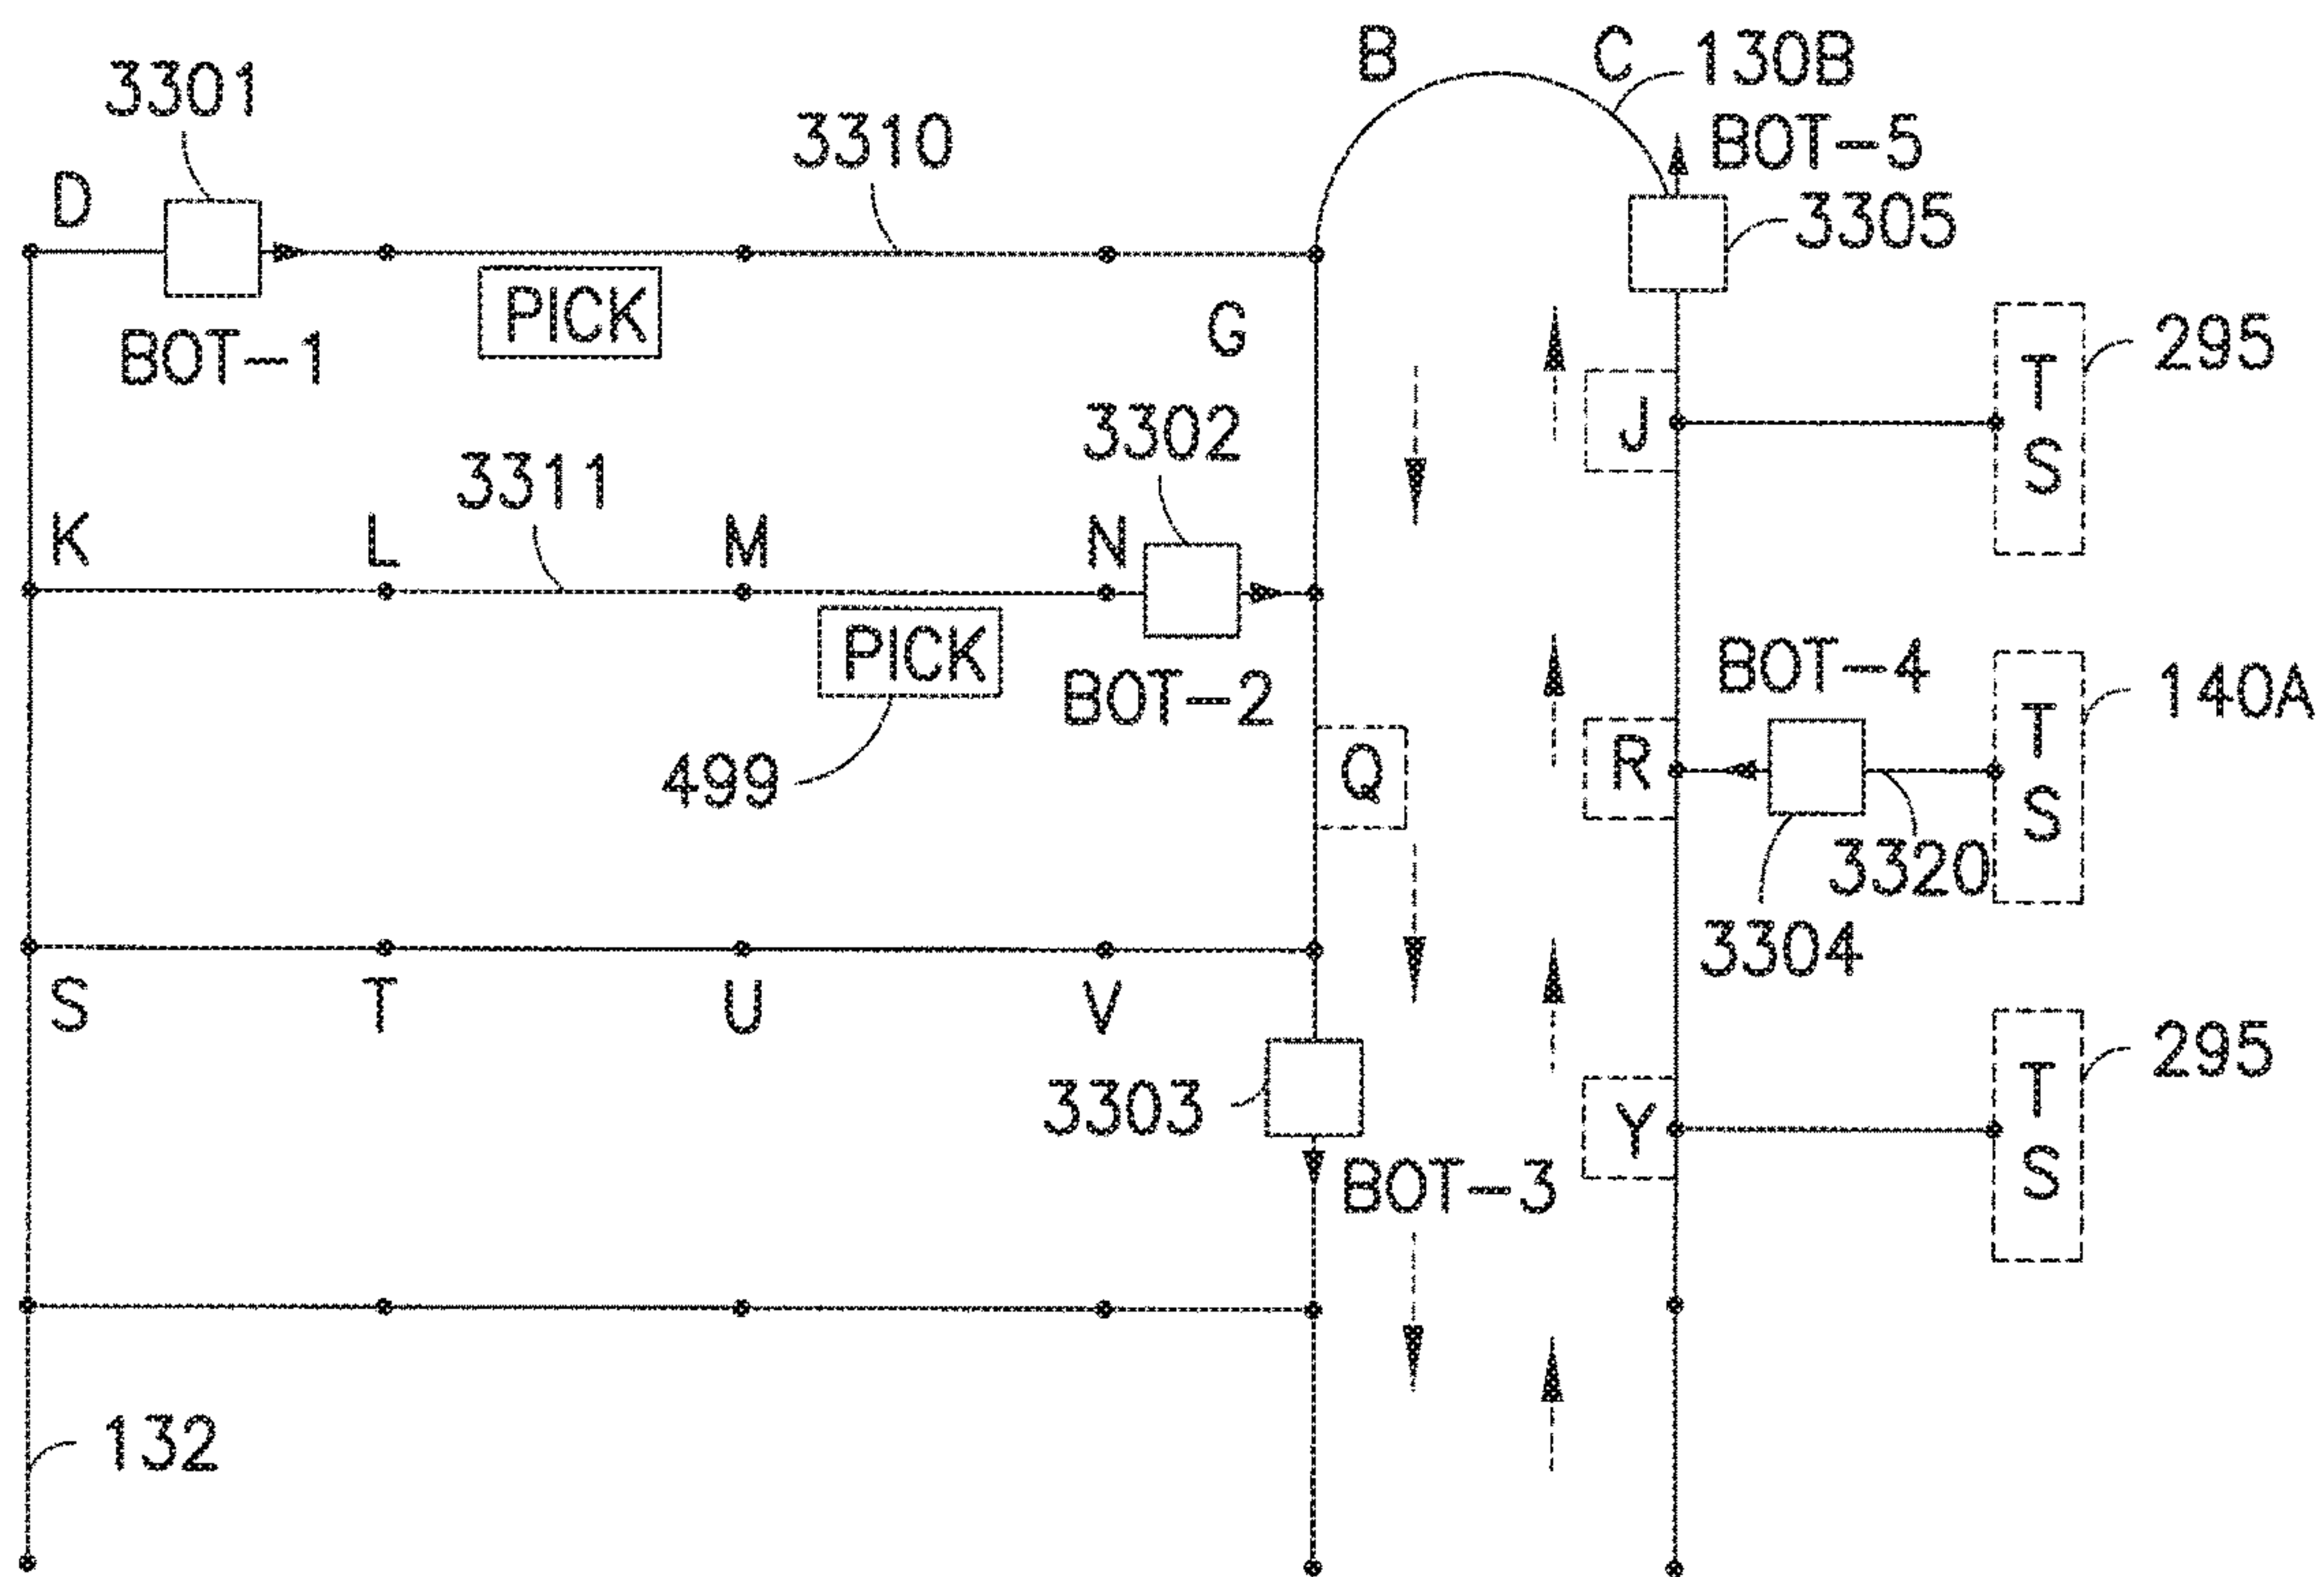 B C 130B
3301
3310
BOT-5
D
3305
PICK
G
BOT-1
295
T
S
J
3302
3311
K L M N
PICK
BOT-2
BOT-4
140A
T
S
499
Q
R
3320
3304
S T U V
295
T
S
3303
Y
BOT-3
132